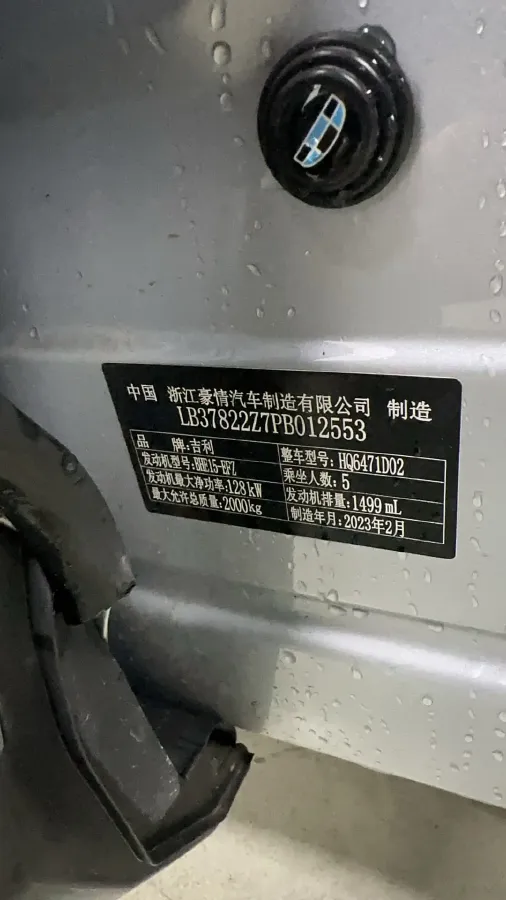 中国 浙江豪情汽车制造有限公司 制造
LB37822Z7PB012553
品 牌:吉利 整车型号: HQ6471D02
发动机型号:BHE15-EFZ 乘坐人数: 5
发动机最大净功率:128 kW 发动机排量: 1499 mL
最大允许总质量:2000kg 制造年月: 2023年2月